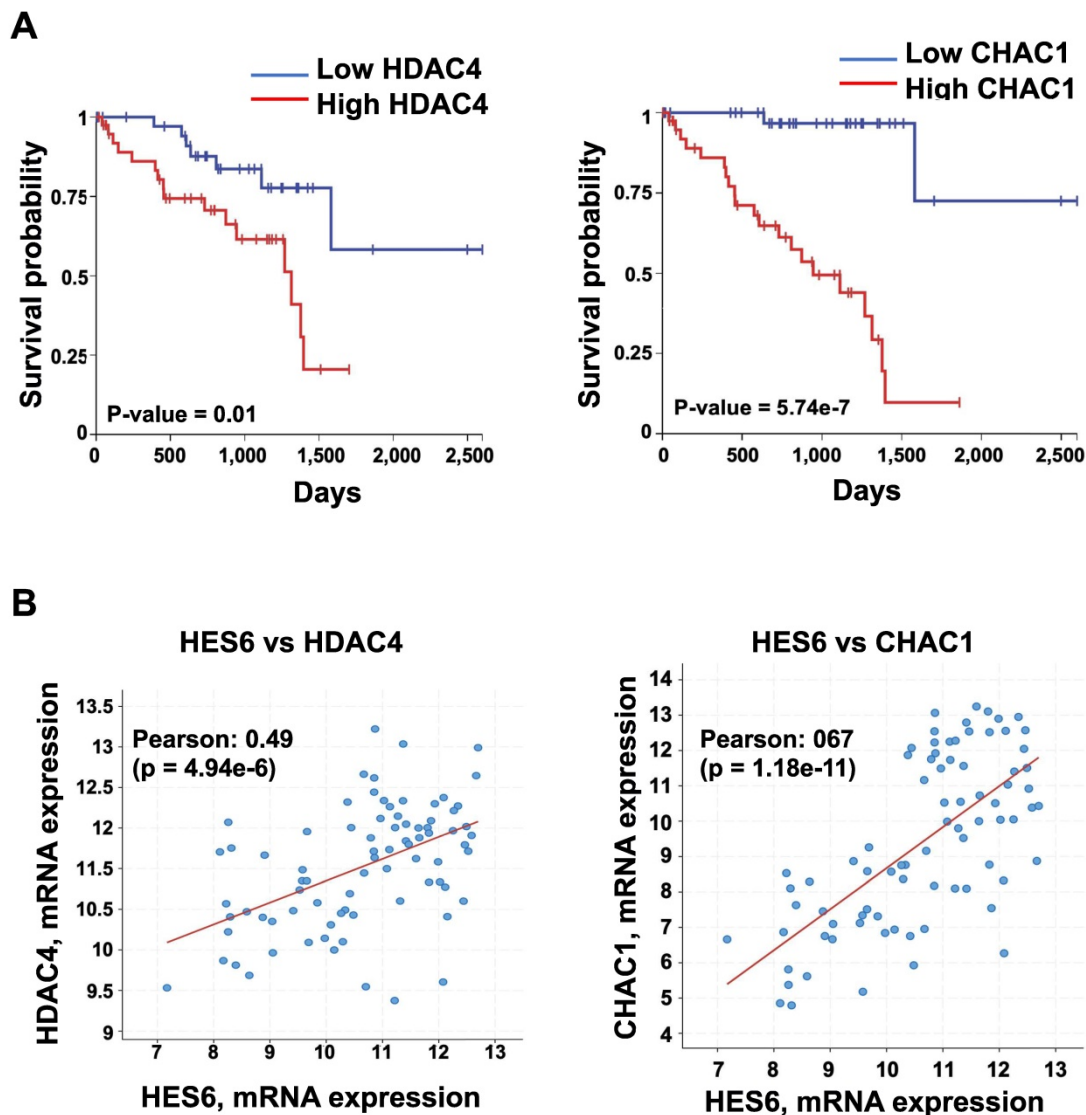 A
Low HDAC4
High HDAC4
Survival probability
1
0.75
0.5
0.25
0
P-value = 0.01
0 500 1,000 1,500 2,000 2,500
Days
Low CHAC1
High CHAC1
Survival probability
1
0.75
0.5
0.25
0
P-value = 5.74e-7
0 500 1,000 1,500 2,000 2,500
Days
B
HES6 vs HDAC4
HDAC4, mRNA expression
13.5
13
12.5
12
11.5
10.5
10
9.5
9
Pearson: 0.49
(p = 4.94e-6)
7 8 9 10 11 12 13
HES6, mRNA expression
HES6 vs CHAC1
CHAC1, mRNA expression
14
13
12
11
10
9
8
7
6
5
4
Pearson: 067
(p = 1.18e-11)
7 8 9 10 11 12 13
HES6, mRNA expression